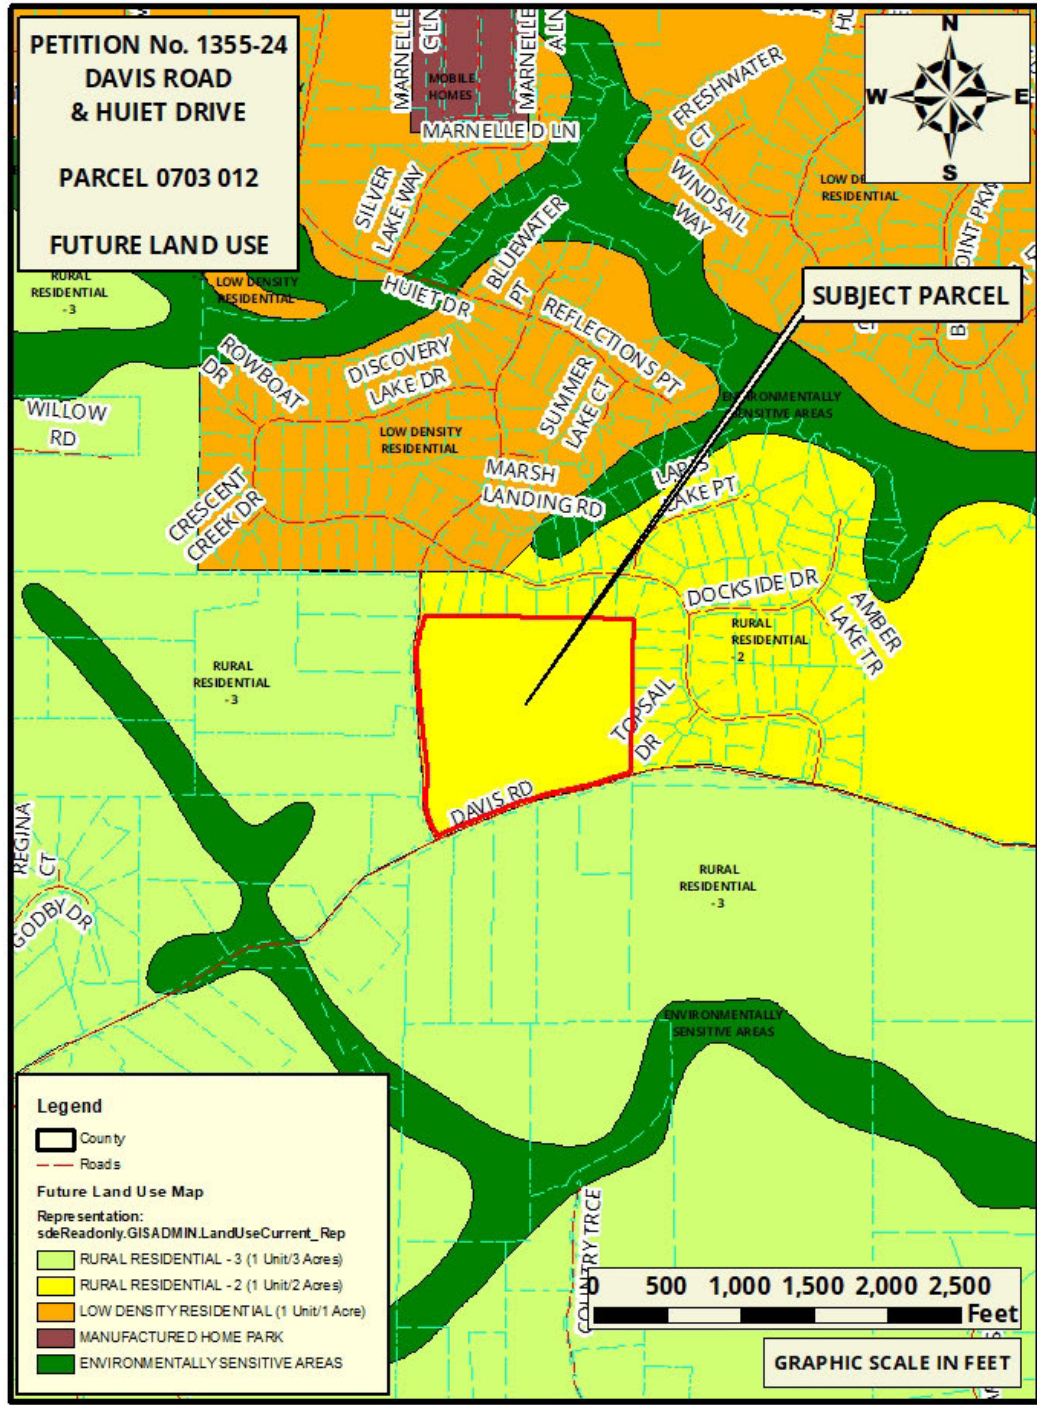 PETITION No. 1355-24
DAVIS ROAD
& HUIET DRIVE
PARCEL 0703 012
FUTURE LAND USE
MARNELLE
C LN
MARNELLE
A LN
MOBILE
HOMES
MARNELLE D LN
FRESHWATER
CT
N
W
E
S
SILVER
LAKE WAY
WINDSAIL
WAY
RESIDENTIAL
BLUEWATER
PT
SUBJECT PARCEL
RURAL
RESIDENTIAL
- 3
LOW DENSITY
RESIDENTIAL
HUIET DR
REFLECTIONS PT
ROWBOAT
DR
DISCOVERY
LAKE DR
SUMMER
LAKE CT
WILLOW
RD
LOW DENSITY
RESIDENTIAL
ENVIRONMENTALLY
SENSITIVE AREAS
MARSH
LANDING RD
LAKE PT
CRESCENT
CREEK DR
DOCKSIDE DR
AMBER
LAKE TR
RURAL
RESIDENTIAL
- 2
RURAL
RESIDENTIAL
- 3
TOPSAIL
DR
DAVIS RD
REGINA
CT
GODBY DR
RURAL
RESIDENTIAL
- 3
ENVIRONMENTALLY
SENSITIVE AREAS
COUNTRY TRCE
Legend
County
Roads
Future Land Use Map
Representation:
sdeReadonly.GISADMIN.LandUseCurrent_Rep
RURAL RESIDENTIAL - 3 (1 Unit/3 Acres)
RURAL RESIDENTIAL - 2 (1 Unit/2 Acres)
LOW DENSITY RESIDENTIAL (1 Unit/1 Acre)
MANUFACTURED HOME PARK
ENVIRONMENTALLY SENSITIVE AREAS
0 500 1,000 1,500 2,000 2,500
Feet
GRAPHIC SCALE IN FEET